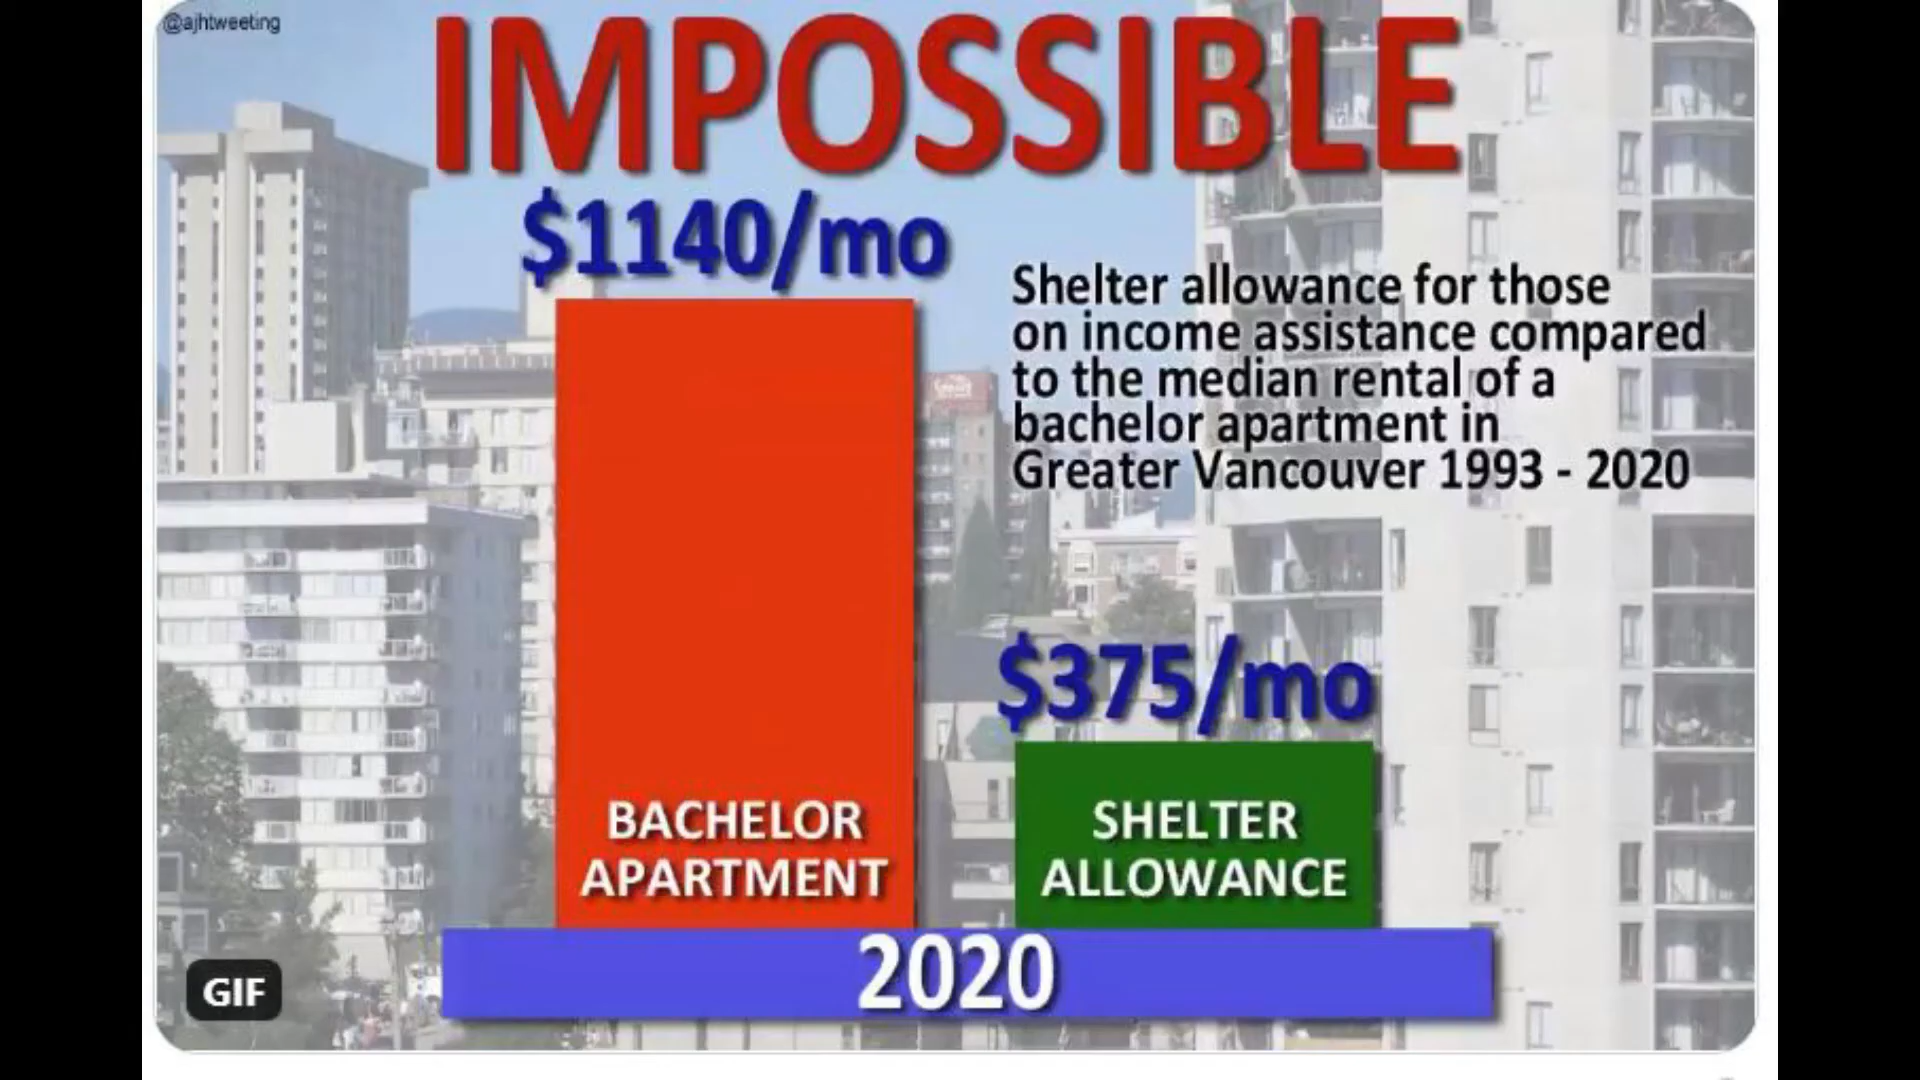 @ajhtweeting
IMPOSSIBLE
$1140/mo
Shelter allowance for those
on income assistance compared
to the median rental of a
bachelor apartment in
Greater Vancouver 1993 - 2020
$375/mo
BACHELOR
APARTMENT
SHELTER
ALLOWANCE
2020
GIF